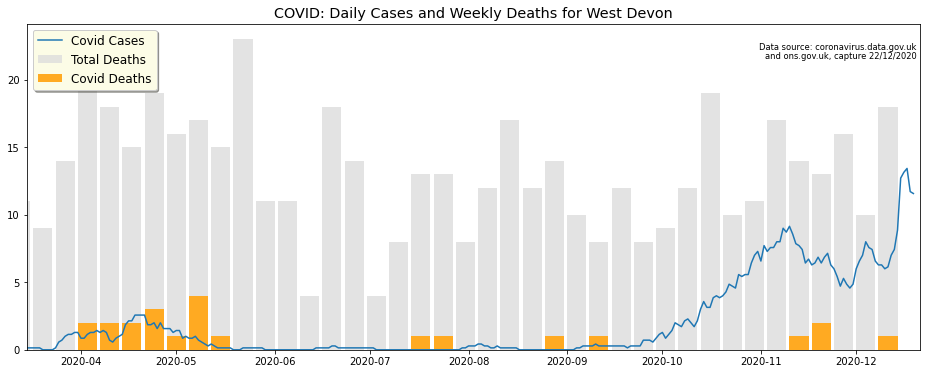 COVID: Daily Cases and Weekly Deaths for West Devon
Covid Cases
Total Deaths
Covid Deaths
Data source: coronavirus.data.gov.uk
and ons.gov.uk, capture 22/12/2020
20
15
10
5
0
2020-04 2020-05 2020-06 2020-07 2020-08 2020-09 2020-10 2020-11 2020-12